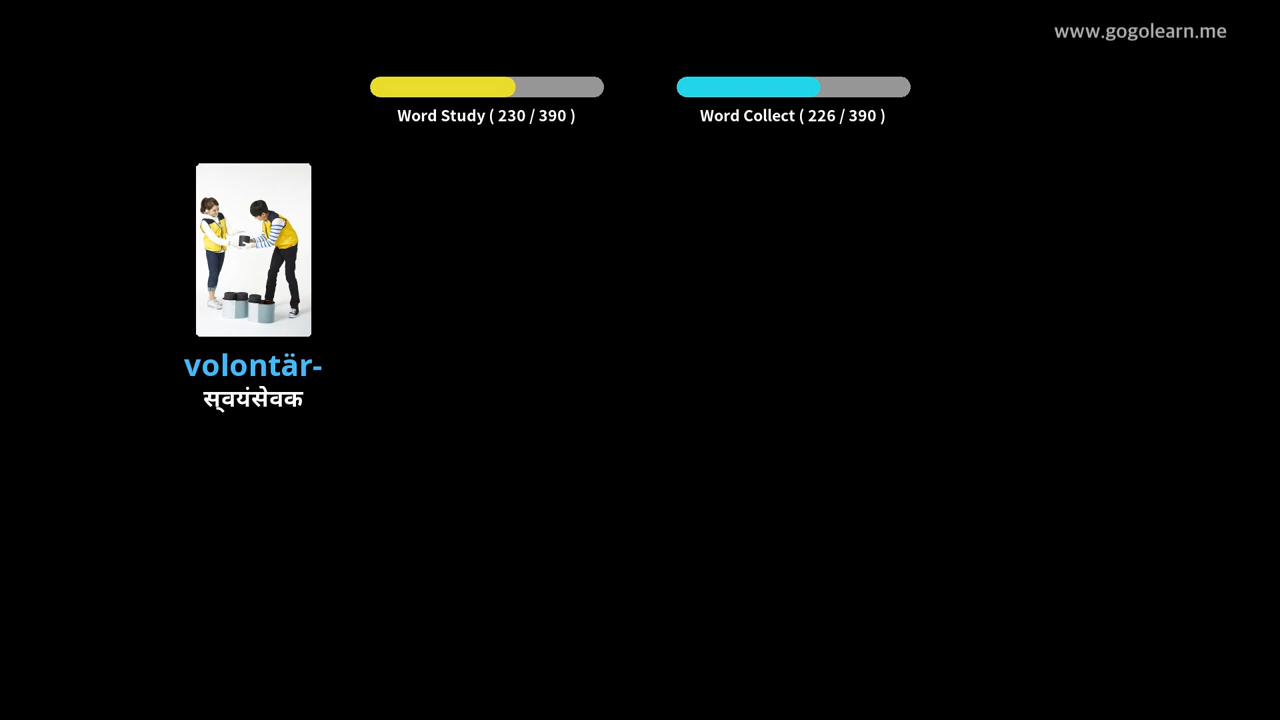 www.gogolearn.me
Word Study ( 230 / 390 )
Word Collect ( 226 / 390 )
volontär-
स्वयंसेवक